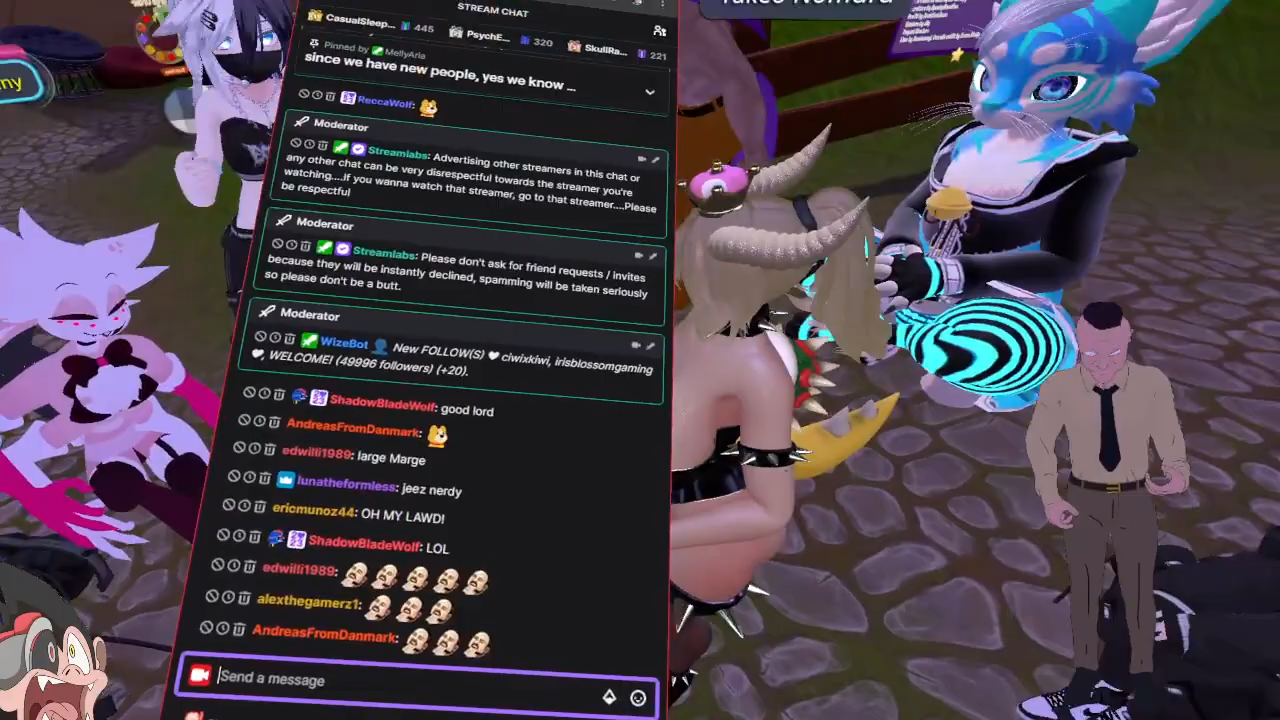 STREAM CHAT
CasualSleep... 445 PsychE... 320 SkullRa... 221
Pinned by MellyAria
since we have new people, yes we know ...
ReccaWolf:
Moderator
Streamlabs: Advertising other streamers in this chat or
any other chat can be very disrespectful towards the streamer you're
watching....if you wanna watch that streamer, go to that streamer....Please
be respectful
Moderator
Streamlabs: Please don't ask for friend requests / invites
because they will be instantly declined, spamming will be taken seriously
so please don't be a butt.
Moderator
WizeBot New FOLLOW(S) ciwixkiwi, irisblossomgaming
, WELCOME! (49996 followers) (+20).
ShadowBladeWolf: good lord
AndreasFromDanmark:
edwilli1989: large Marge
lunatheformless: jeez nerdy
ericmunoz44: OH MY LAWD!
ShadowBladeWolf: LOL
edwilli1989:
alexthegamerz1:
AndreasFromDanmark:
Send a message
ny